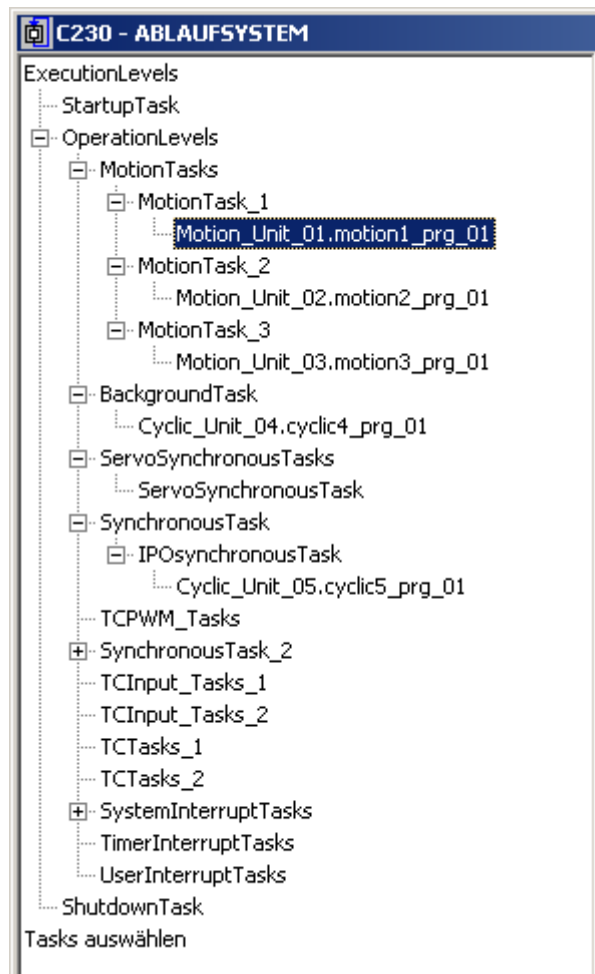 C230 - ABLAUFSYSTEM
ExecutionLevels
StartupTask
OperationLevels
MotionTasks
MotionTask_1
Motion_Unit_01.motion1_prg_01
MotionTask_2
Motion_Unit_02.motion2_prg_01
MotionTask_3
Motion_Unit_03.motion3_prg_01
BackgroundTask
Cyclic_Unit_04.cyclic4_prg_01
ServoSynchronousTasks
ServoSynchronousTask
SynchronousTask
IPOsynchronousTask
Cyclic_Unit_05.cyclic5_prg_01
TCPWM_Tasks
SynchronousTask_2
TCInput_Tasks_1
TCInput_Tasks_2
TCTasks_1
TCTasks_2
SystemInterruptTasks
TimerInterruptTasks
UserInterruptTasks
ShutdownTask
Tasks auswählen